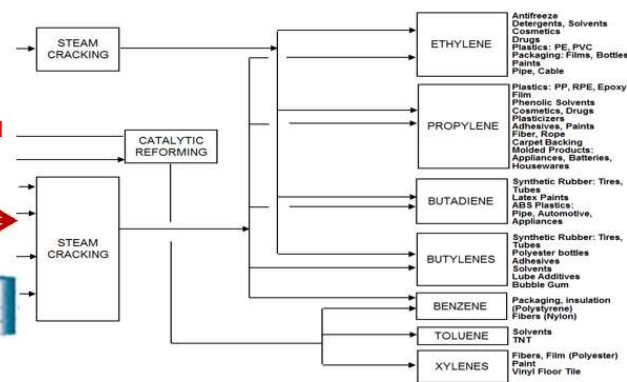 STEAM
CRACKING
CATALYTIC
REFORMING
STEAM
CRACKING
ETHYLENE
Antifreeze
Detergents, Solvents
Cosmetics
Drugs
Plastics: PE, PVC
Packaging: Films, Bottles
Paints
Pipe, Cable
PROPYLENE
Plastics: PP, RPE, Epoxy
Film
Phenolic Solvents
Cosmetics, Drugs
Plasticizers
Adhesives, Paints
Fiber, Rope
Carpet Backing
Molded Products:
Appliances, Batteries,
Housewares
BUTADIENE
Synthetic Rubber: Tires,
Tubes
Latex Paints
ABS Plastics:
Pipe, Automotive,
Appliances
BUTYLENES
Synthetic Rubber: Tires,
Tubes
Polyester bottles
Adhesives
Solvents
Lube Additives
Bubble Gum
BENZENE
Packaging, insulation
(Polystyrene)
Fibers (Nylon)
TOLUENE
Solvents
TNT
XYLENES
Fibers, Film (Polyester)
Paint
Vinyl Floor Tile